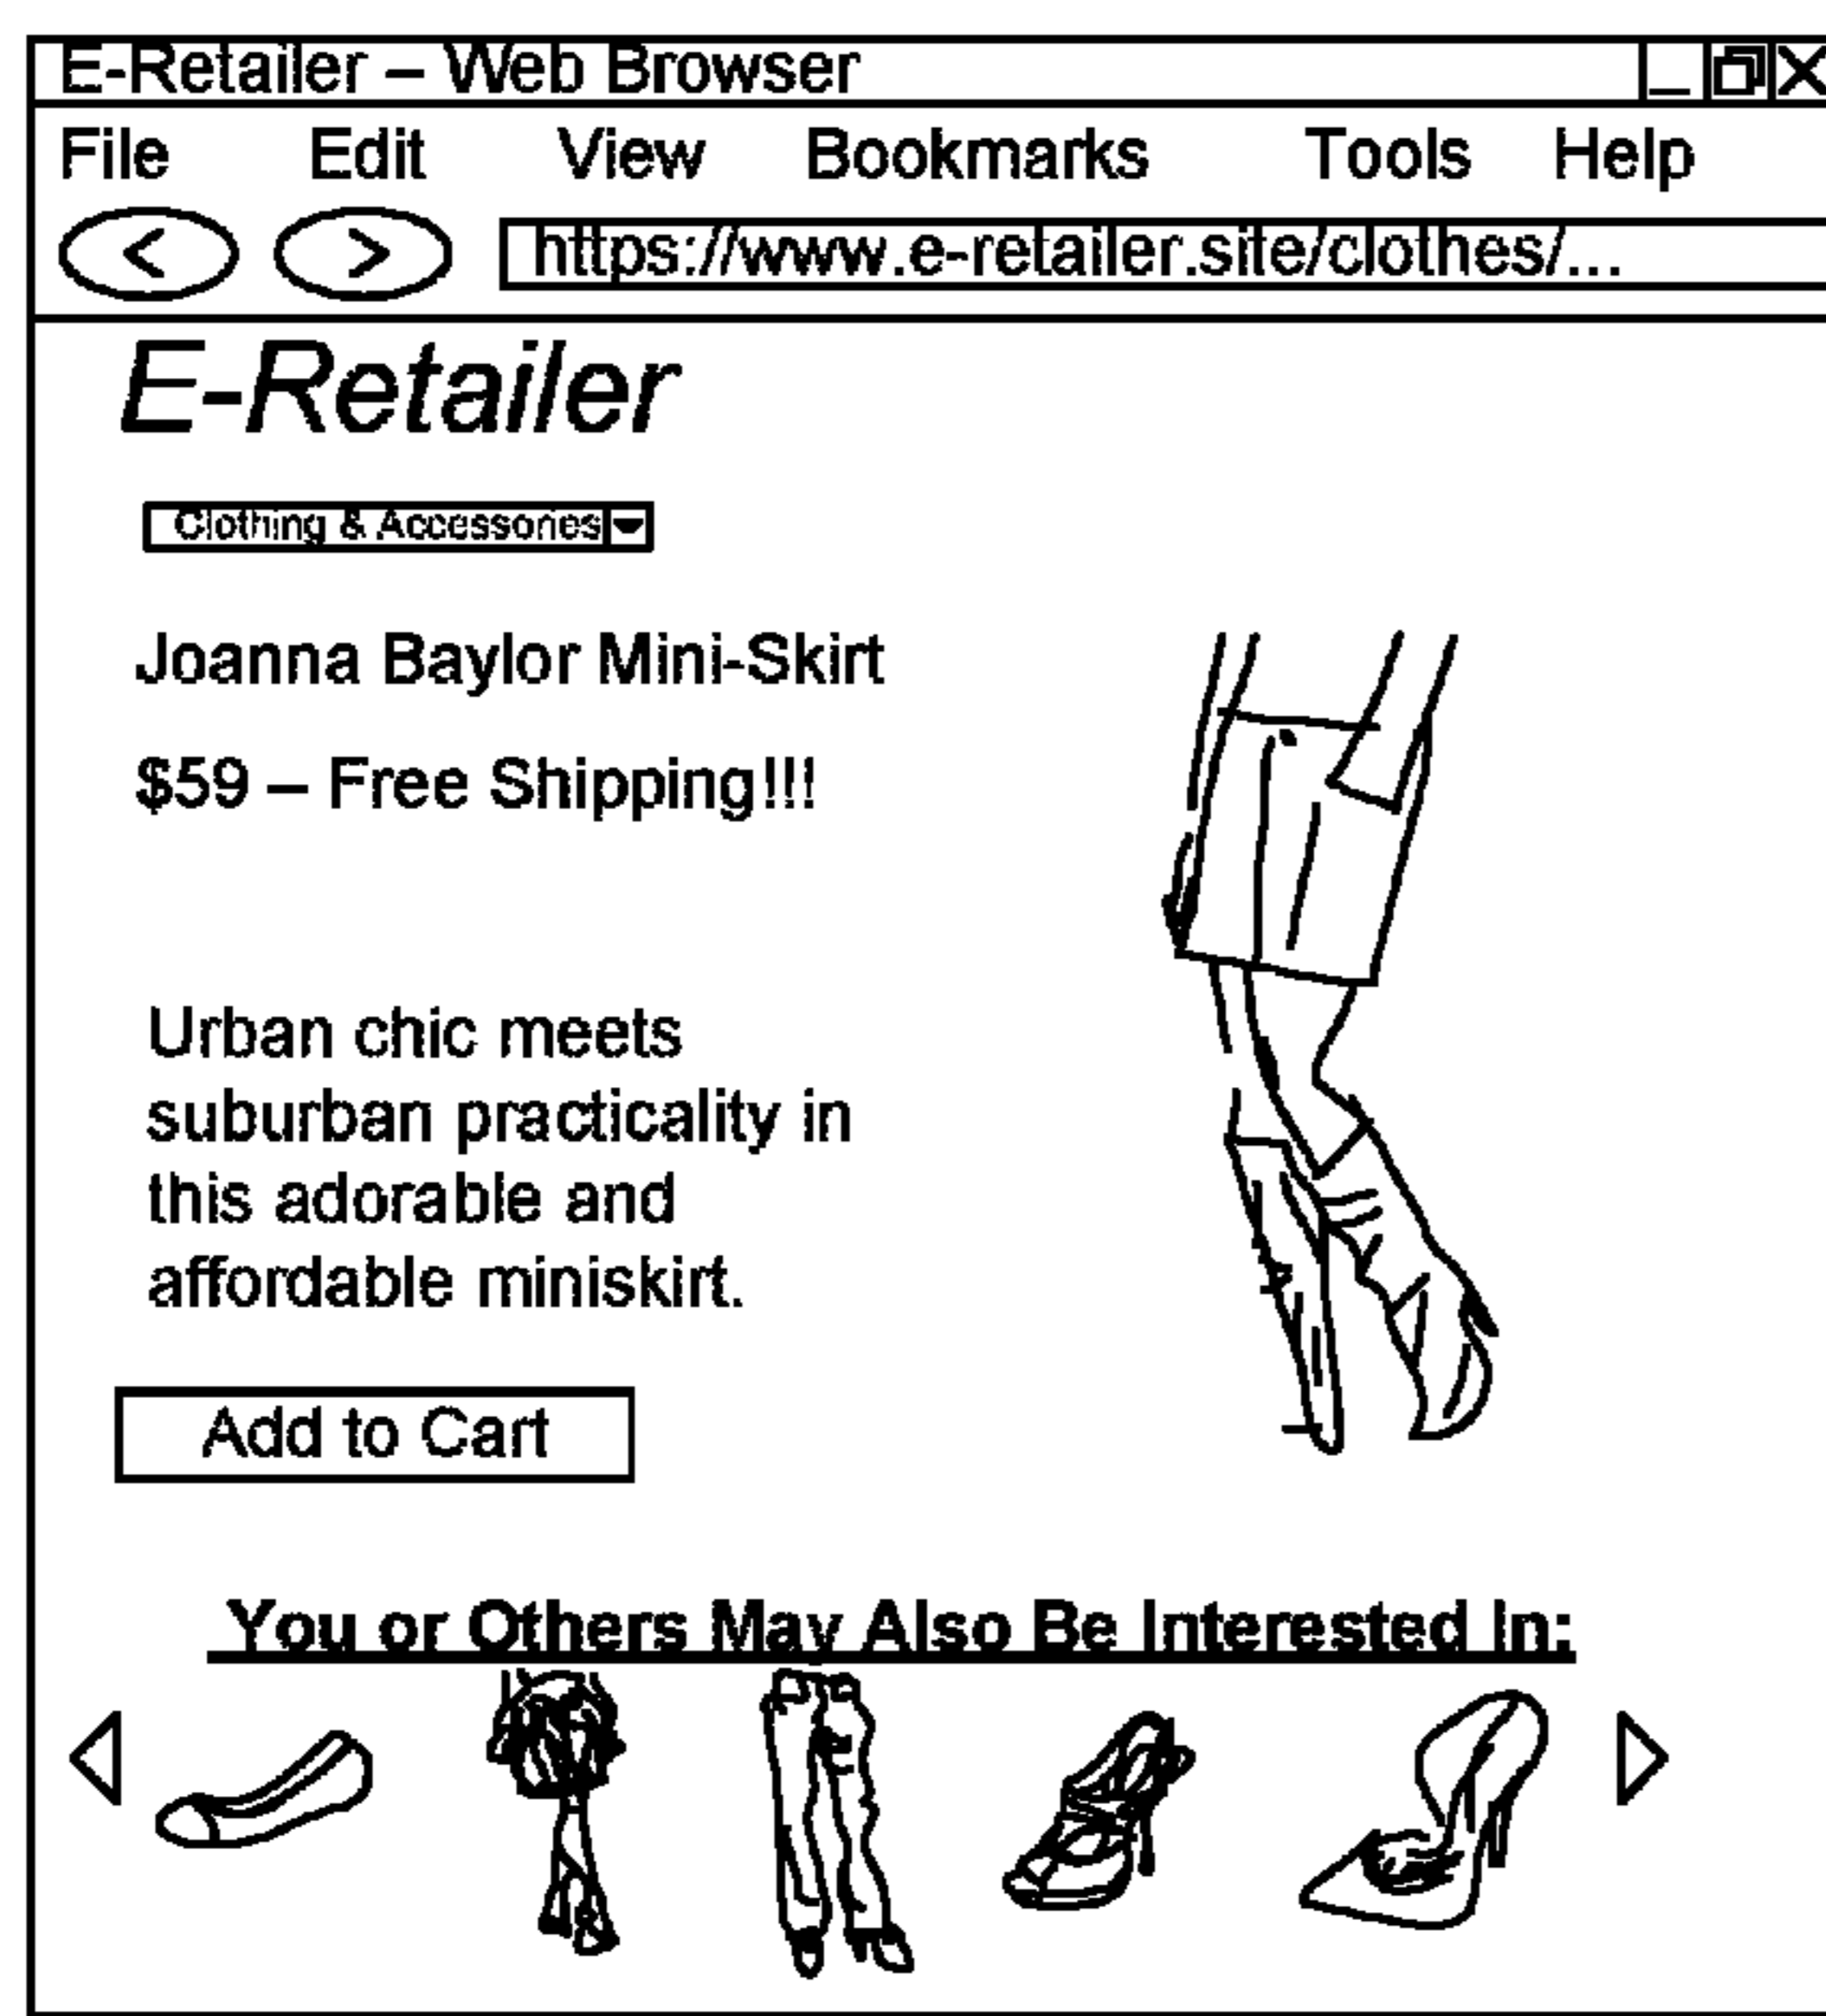 E-Retailer – Web Browser
File Edit View Bookmarks Tools Help
< > https://www.e-retailer.site/clothes/...
E-Retailer
Clothing & Accessories
Joanna Baylor Mini-Skirt
$59 – Free Shipping!!!
Urban chic meets
suburban practicality in
this adorable and
affordable miniskirt.
Add to Cart
You or Others May Also Be Interested In: